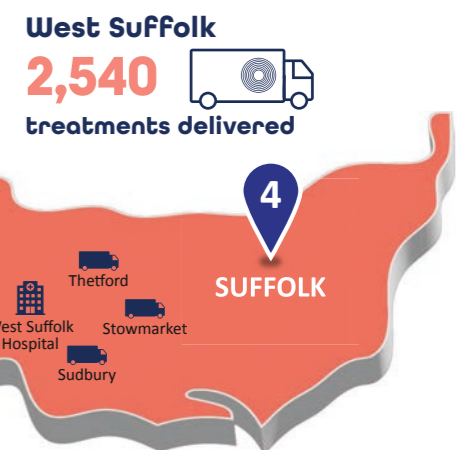 West Suffolk
2,540
treatments delivered
4
SUFFOLK
Thetford
West Suffolk
Hospital
Stowmarket
Sudbury